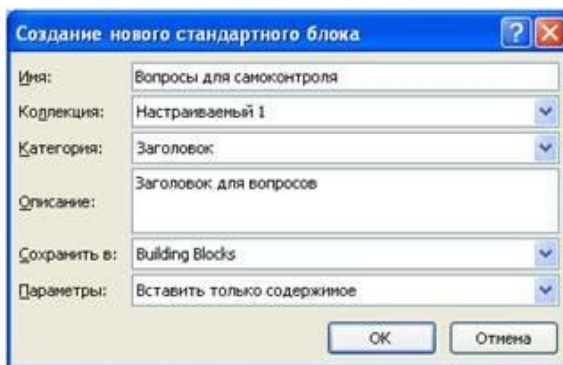 Создание нового стандартного блока
Имя: Вопросы для самоконтроля
Коллекция: Настраиваемый 1
Категория: Заголовок
Описание: Заголовок для вопросов
Сохранить в: Building Blocks
Параметры: Вставить только содержимое
ОК Отмена